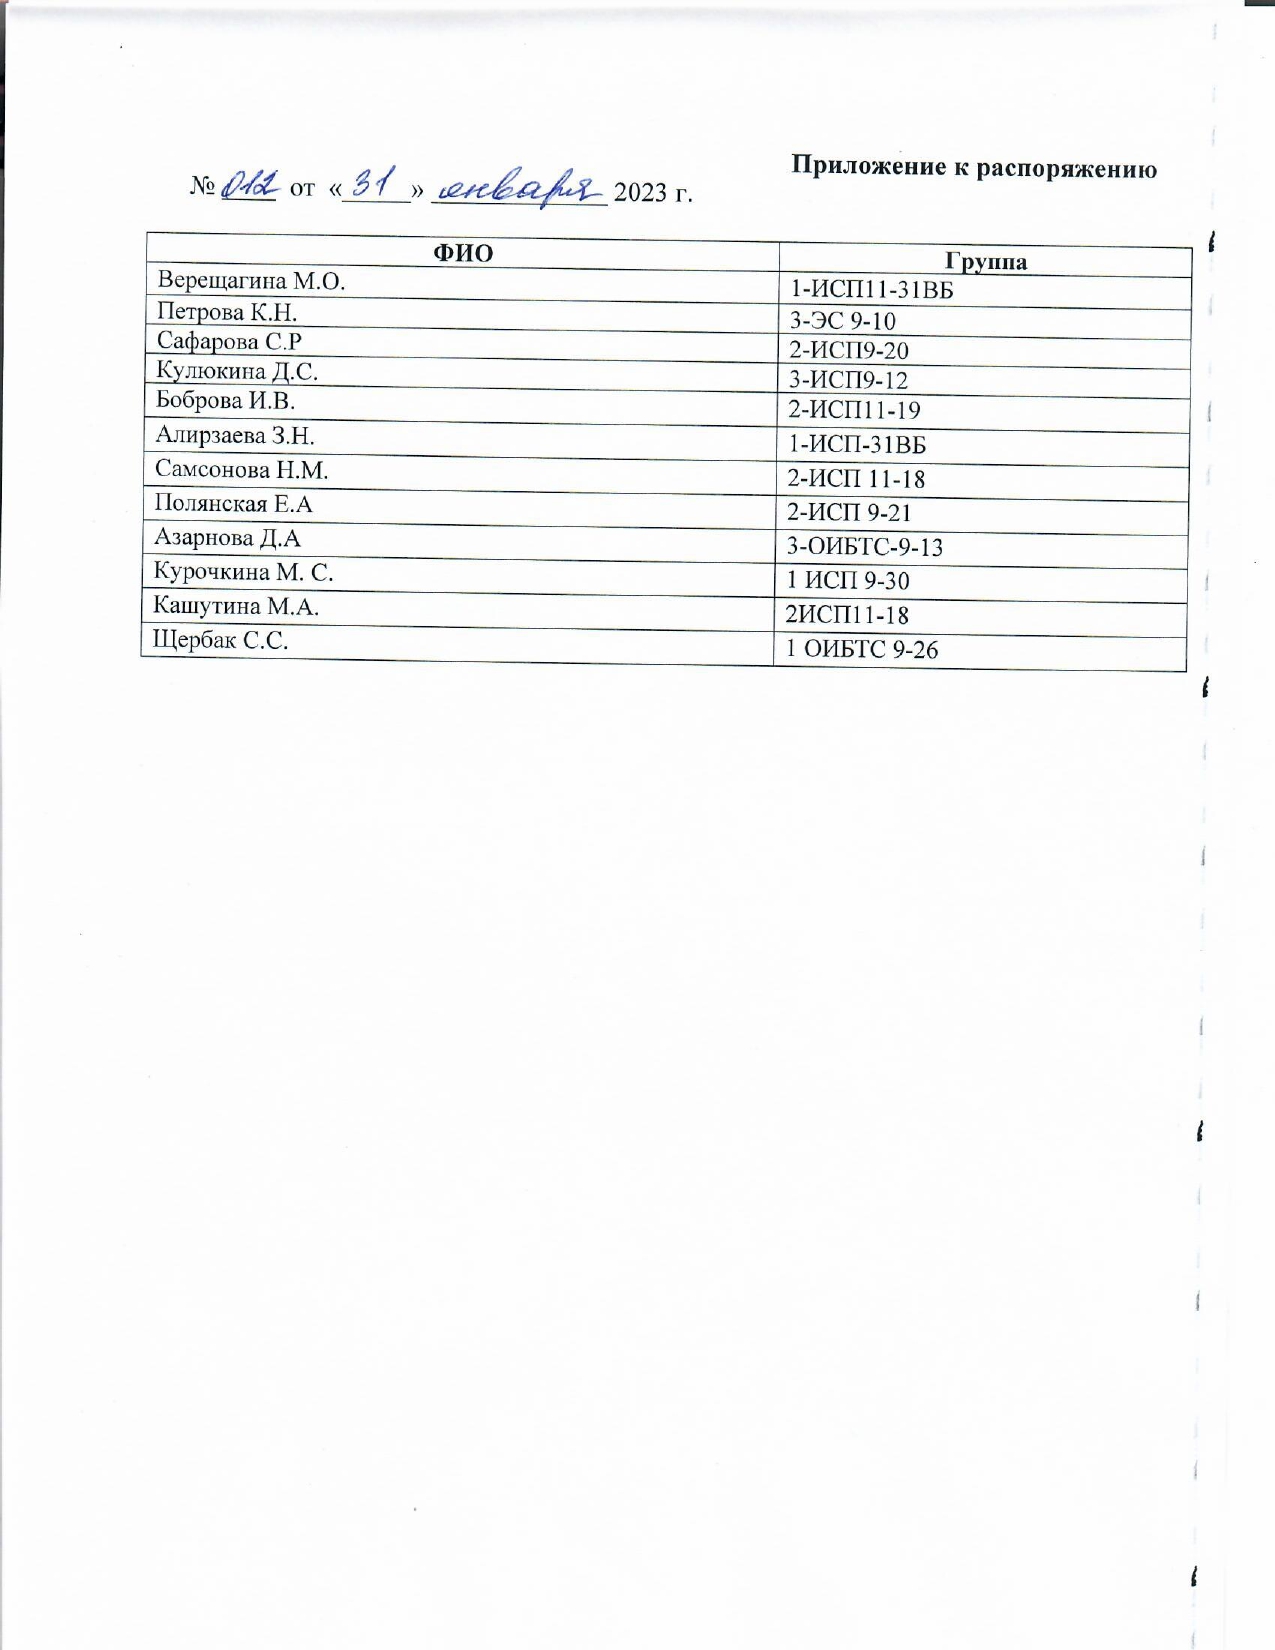 Приложение к распоряжению
№ 012 от «31» января 2023 г.
ФИО Группа
Верещагина М.О. 1-ИСП11-31ВБ
Петрова К.Н. 3-ЭС 9-10
Сафарова С.Р 2-ИСП9-20
Кулюкина Д.С. 3-ИСП9-12
Боброва И.В. 2-ИСП11-19
Алирзаева З.Н. 1-ИСП-31ВБ
Самсонова Н.М. 2-ИСП 11-18
Полянская Е.А 2-ИСП 9-21
Азарнова Д.А 3-ОИБТС-9-13
Курочкина М. С. 1 ИСП 9-30
Кашутина М.А. 2ИСП11-18
Щербак С.С. 1 ОИБТС 9-26